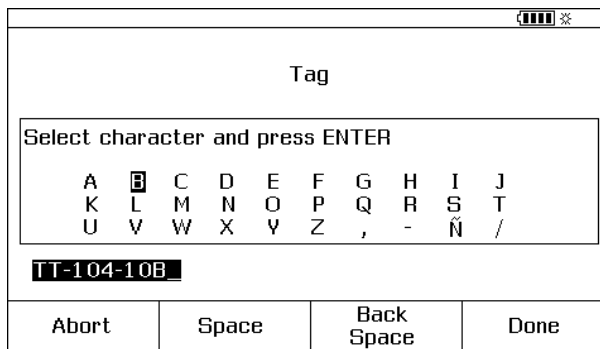 Tag
Select character and press ENTER
A B C D E F G H I J
K L M N O P Q R S T
U V W X Y Z , - Ñ /
TT-104-10B_
Abort Space Back Space Done